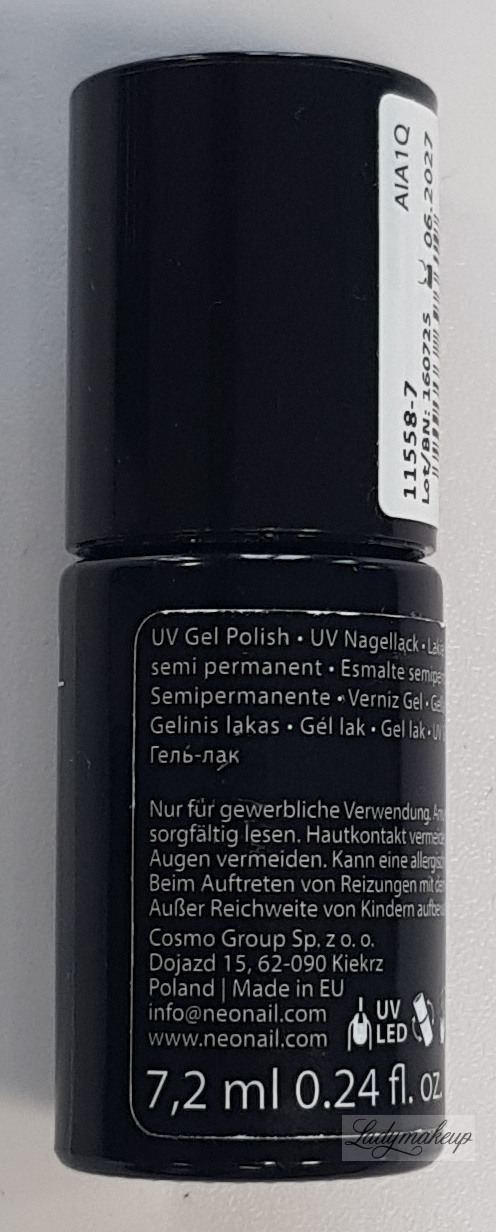 AIA1Q
06.2027
11558-7
Lot/BN: 160725
UV Gel Polish • UV Nagellack •
semi permanent • Esmalte
Semipermanente • Verniz Gel •
Gelinis lakas • Gél lak • Gel lak • UV
Гель-лак
Nur für gewerbliche Verwendung.
sorgfältig lesen. Hautkontakt
Augen vermeiden. Kann eine
Beim Auftreten von Reizungen mit
Außer Reichweite von Kindern
Cosmo Group Sp. z o. o.
Dojazd 15, 62-090 Kiekrz
Poland | Made in EU
info@neonail.com
www.neonail.com
UV
LED
7,2 ml 0.24 fl. oz.
Ladymakeup